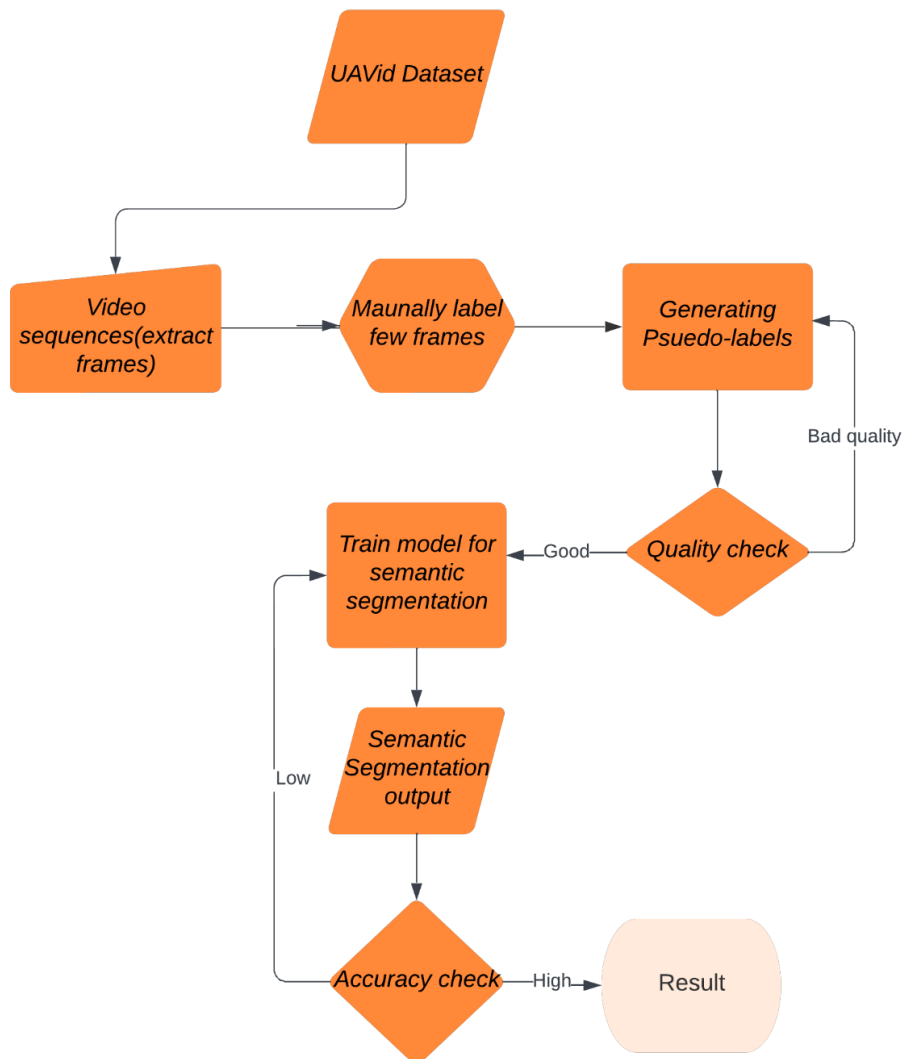 UAVid Dataset
Video
sequences(extract
frames)
Maunally label
few frames
Generating
Psuedo-labels
Bad quality
Quality check
Good
Train model for
semantic
segmentation
Semantic
Segmentation
output
Low
Accuracy check
High
Result